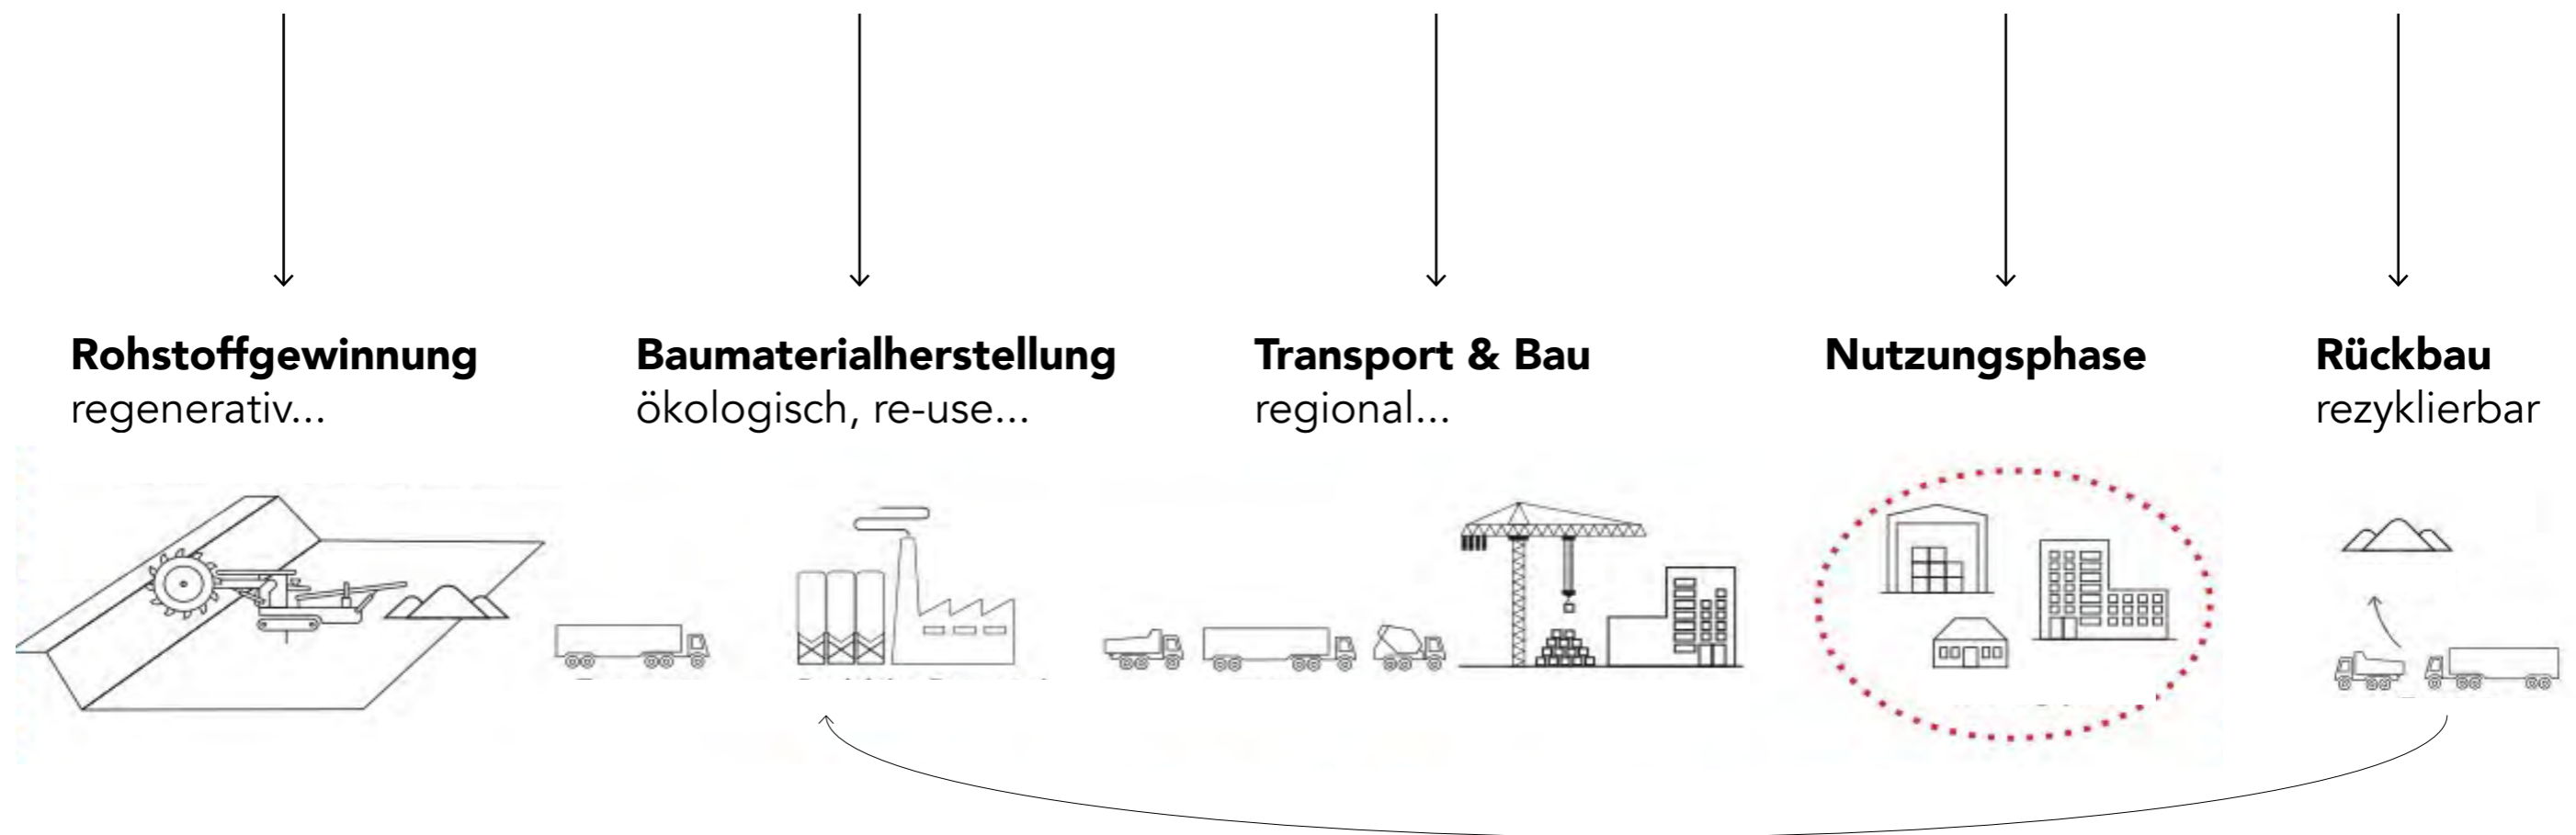 Rohstoffgewinnung
regenerativ...
Baumaterialherstellung
ökologisch, re-use...
Transport & Bau
regional...
Nutzungsphase
Rückbau
rezyklierbar